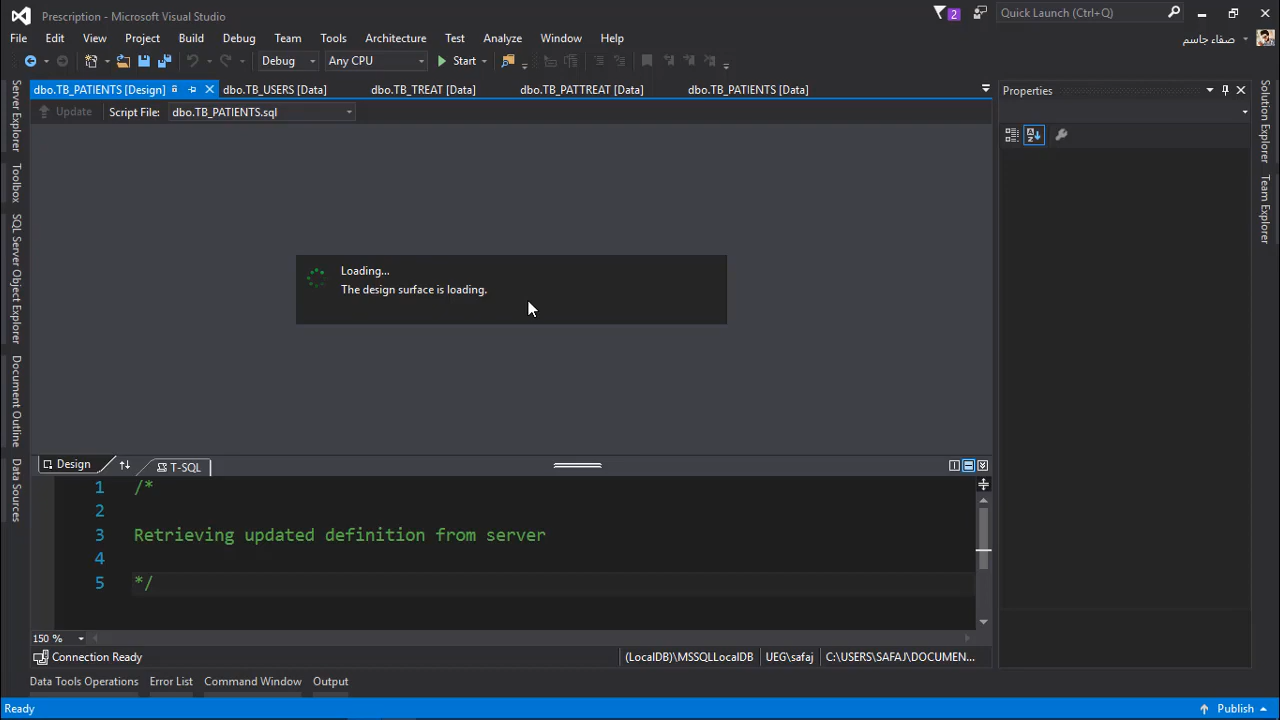 Prescription - Microsoft Visual Studio
2
Quick Launch (Ctrl+Q)
File Edit View Project Build Debug Team Tools Architecture Test Analyze Window Help
صفاء جاسم
Debug Any CPU Start
dbo.TB_PATIENTS [Design] dbo.TB_USERS [Data] dbo.TB_TREAT [Data] dbo.TB_PATTREAT [Data] dbo.TB_PATIENTS [Data]
Update Script File: dbo.TB_PATIENTS.sql
Properties
Server Explorer
Toolbox
SQL Server Object Explorer
Document Outline
Data Sources
Solution Explorer
Team Explorer
Loading...
The design surface is loading.
Design T-SQL
1 /*
2
3 Retrieving updated definition from server
4
5 */
150 %
Connection Ready (LocalDB)\MSSQLLocalDB UEG\safaj C:\USERS\SAFAJ\DOCUMEN...
Data Tools Operations Error List Command Window Output
Ready Publish